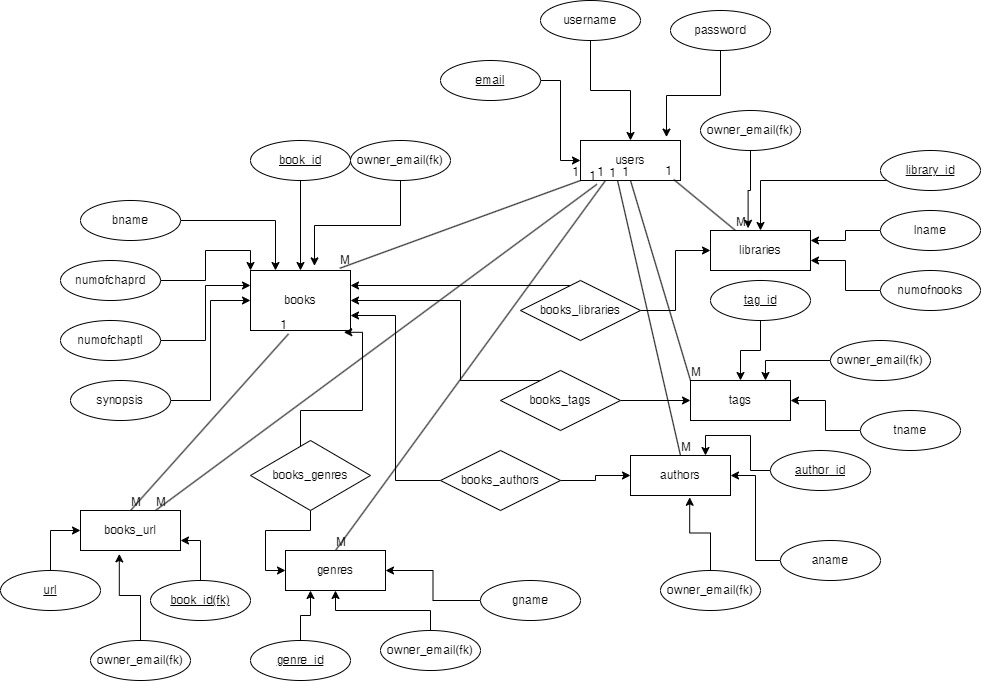 username
password
email
owner_email(fk)
book_id
owner_email(fk)
users
library_id
1
1
1
1
1
1
bname
M
lname
libraries
M
numofchaprd
books
numofnooks
tag_id
books_libraries
1
numofchaptl
owner_email(fk)
M
synopsis
books_tags
tags
tname
M
books_genres
books_authors
authors
author_id
M
M
books_url
M
aname
genres
url
book_id(fk)
gname
owner_email(fk)
owner_email(fk)
genre_id
owner_email(fk)